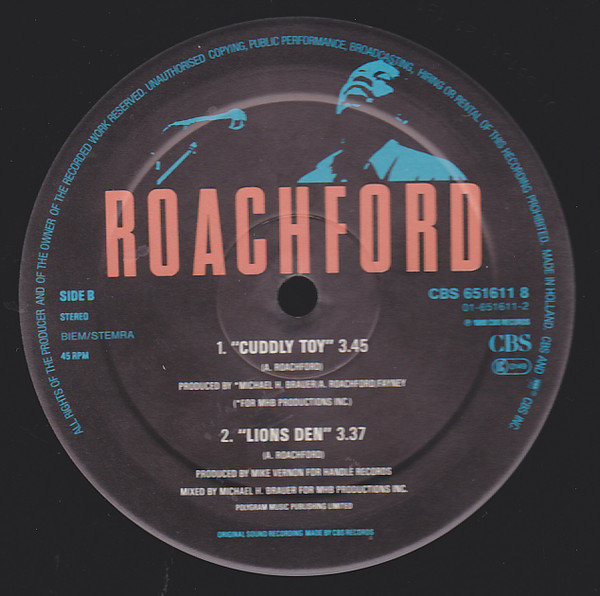 ALL RIGHTS OF THE PRODUCER AND OF THE OWNER OF THE RECORDED WORK RESERVED. UNAUTHORISED COPYING, PUBLIC PERFORMANCE, BROADCASTING, HIRING OR RENTAL OF THIS RECORDING PROHIBITED. MADE IN HOLLAND. CBS AND ® CBS INC
ROACHFORD
SIDE B
STEREO
BIEM/STEMRA
45 RPM
CBS 651611 8
01-651611-2
RECORDS
CBS
1. "CUDDLY TOY" 3.45
(A. ROACHFORD)
PRODUCED BY *MICHAEL H. BRAUER/A. ROACHFORD/FAYNEY
(*FOR MHB PRODUCTIONS INC.)
2. "LIONS DEN" 3.37
(A. ROACHFORD)
PRODUCED BY MIKE VERNON FOR HANDLE RECORDS
MIXED BY MICHAEL H. BRAUER FOR MHB PRODUCTIONS INC.
MUSIC PUBLISHING LIMITED
ORIGINAL SOUND RECORDING MADE BY CBS RECORDS